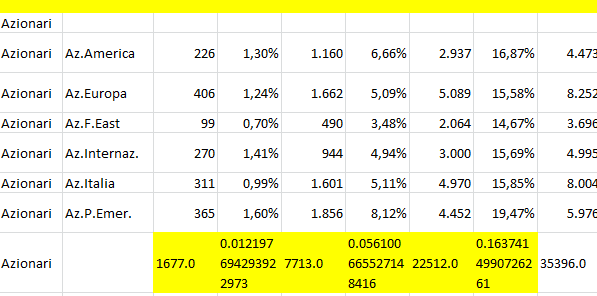 Azionari
Azionari Az.America 226 1,30% 1.160 6,66% 2.937 16,87% 4.473
Azionari Az.Europa 406 1,24% 1.662 5,09% 5.089 15,58% 8.252
Azionari Az.F.East 99 0,70% 490 3,48% 2.064 14,67% 3.696
Azionari Az.Internaz. 270 1,41% 944 4,94% 3.000 15,69% 4.995
Azionari Az.Italia 311 0,99% 1.601 5,11% 4.970 15,85% 8.004
Azionari Az.P.Emer. 365 1,60% 1.856 8,12% 4.452 19,47% 5.976
0.012197 0.056100 0.163741
Azionari 1677.0 69429392 7713.0 66552714 22512.0 49907262 35396.0
2973 8416 61